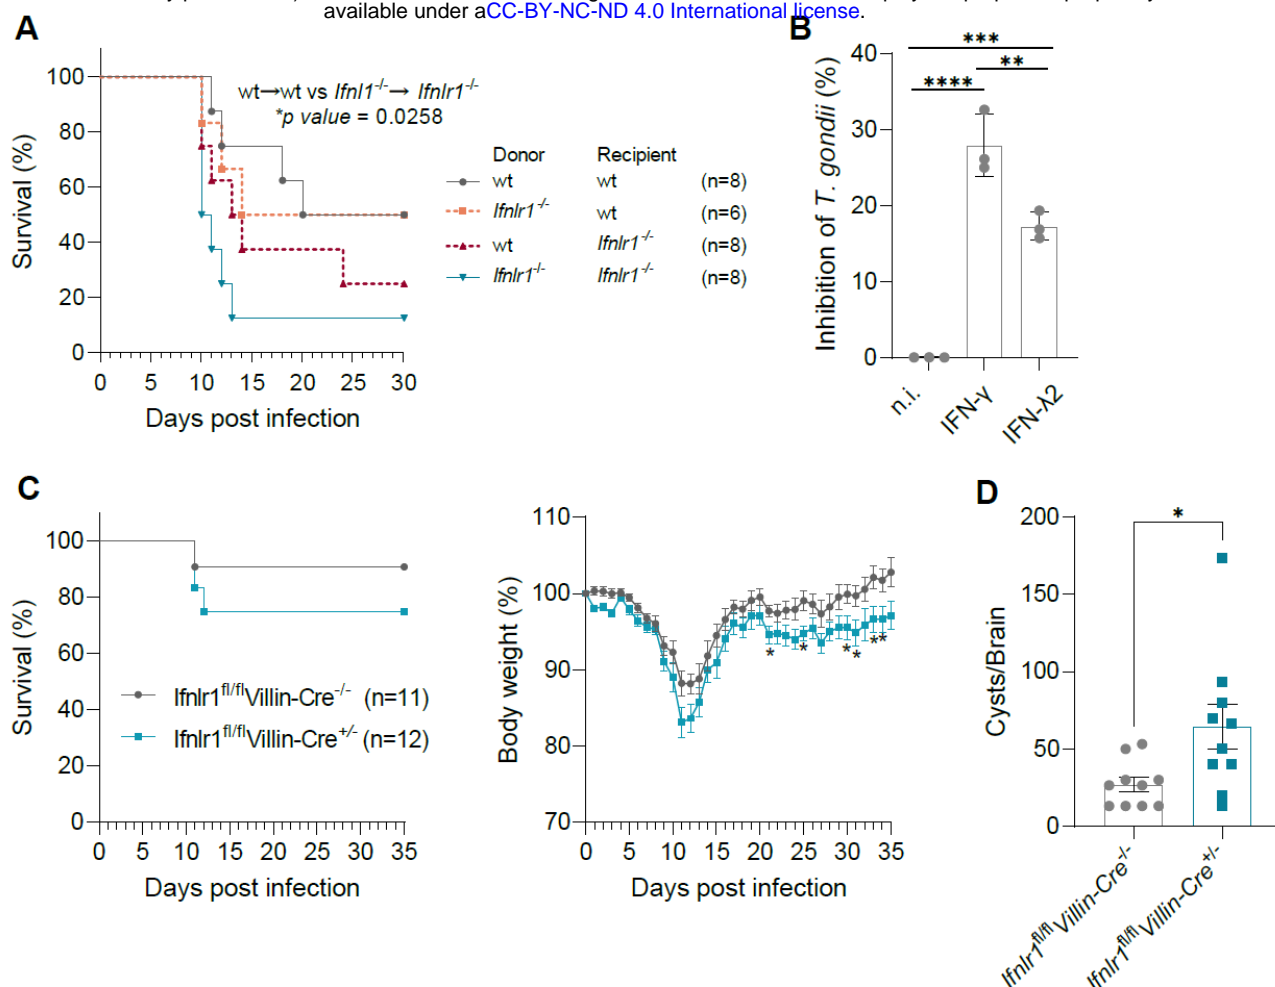 available under aCC-BY-NC-ND 4.0 International license.
A
Survival (%)
100
80
60
40
20
0
0 5 10 15 20 25 30
Days post infection
wt→wt vs Ifnl1-/-→ Ifnlr1-/-
*p value = 0.0258
Donor Recipient
wt wt (n=8)
Ifnlr1-/- wt (n=6)
wt Ifnlr1-/- (n=8)
Ifnlr1-/- Ifnlr1-/- (n=8)
B
Inhibition of T. gondii (%)
40
30
20
10
0
***
**
****
n.i. IFN-γ IFN-λ2
C
Survival (%)
100
80
60
40
20
0
0 5 10 15 20 25 30 35
Days post infection
Ifnlr1fl/flVillin-Cre-/- (n=11)
Ifnlr1fl/flVillin-Cre+/- (n=12)
Body weight (%)
110
100
90
80
70
* * * * * *
0 5 10 15 20 25 30 35
Days post infection
D
Cysts/Brain
200
150
100
50
0
*
Ifnlr1fl/flVillin-Cre-/-
Ifnlr1fl/flVillin-Cre+/-